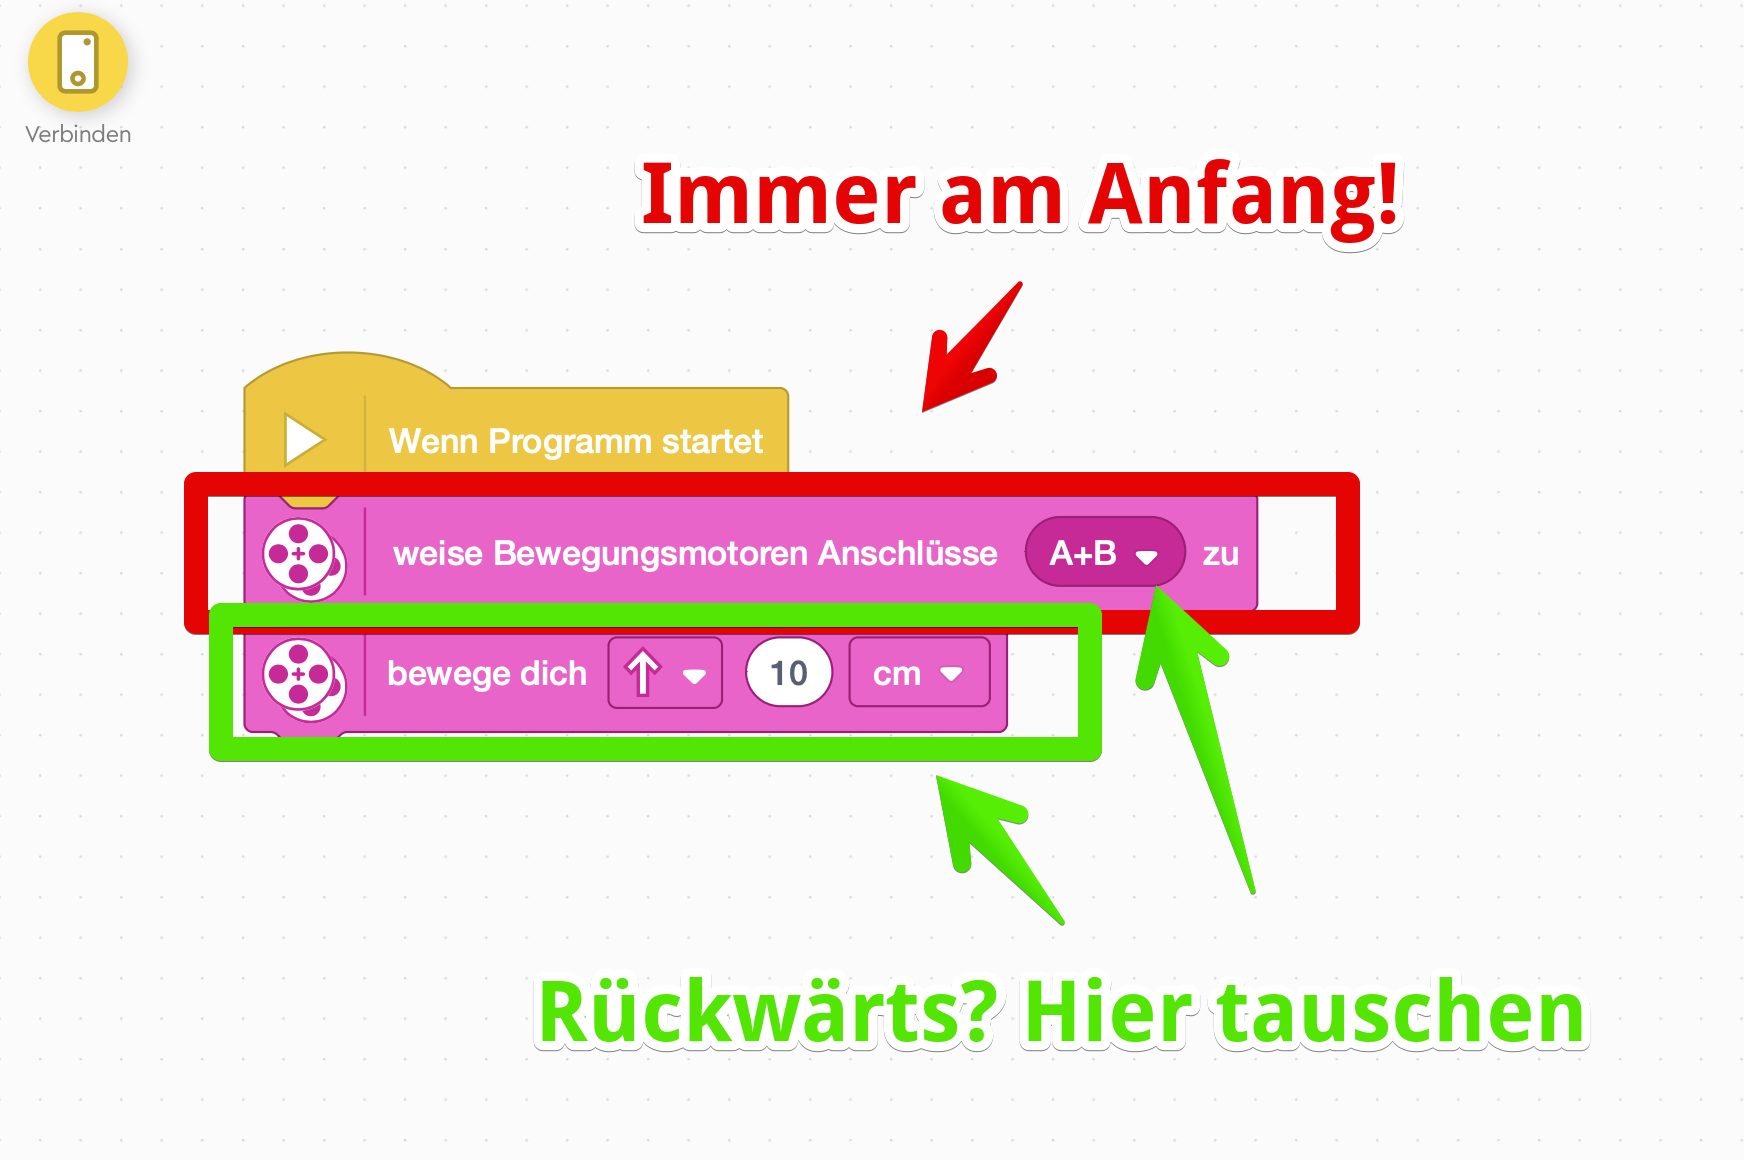 Verbinden
Immer am Anfang!
Wenn Programm startet
weise Bewegungsmotoren Anschlüsse A+B zu
bewege dich 10 cm
Rückwärts? Hier tauschen